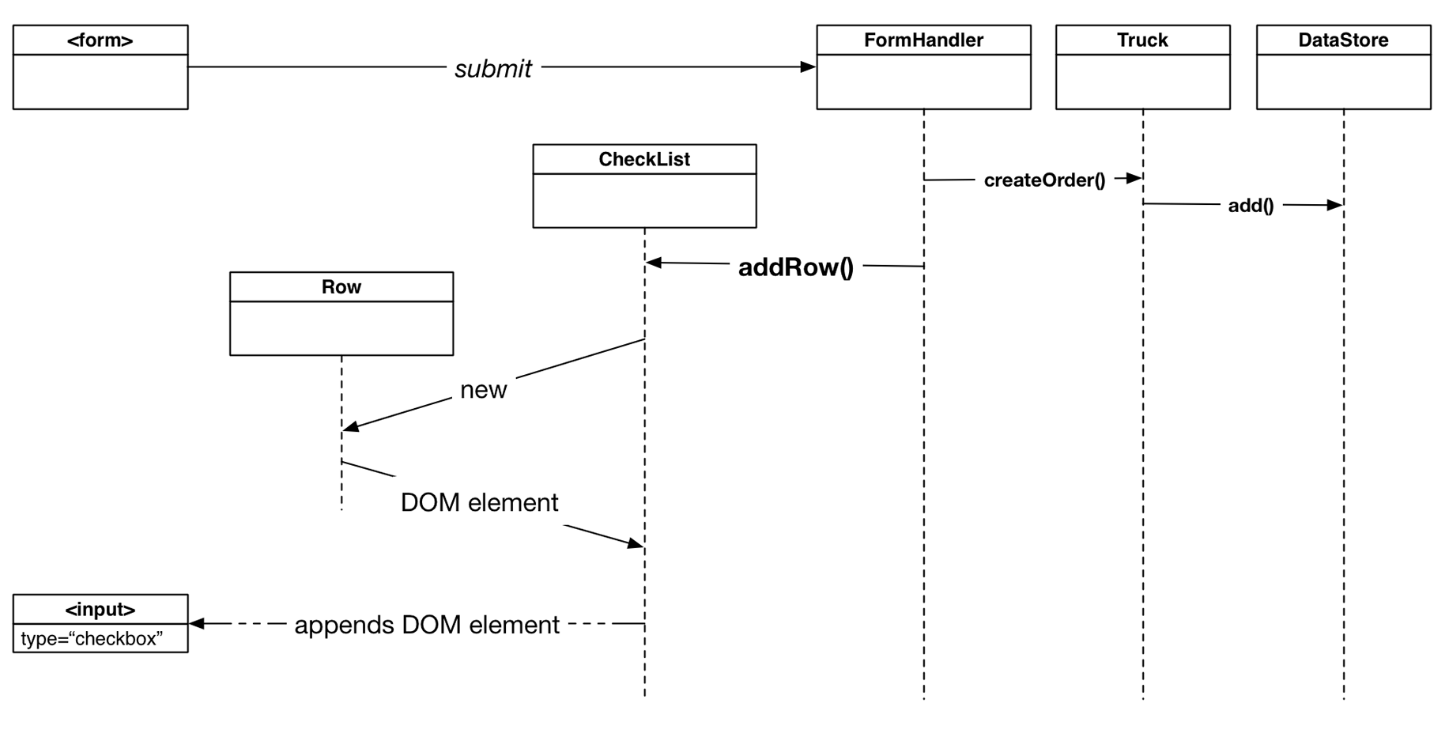 <form>
FormHandler
Truck
DataStore
submit
CheckList
createOrder()
add()
addRow()
Row
new
DOM element
<input>
type=“checkbox”
appends DOM element